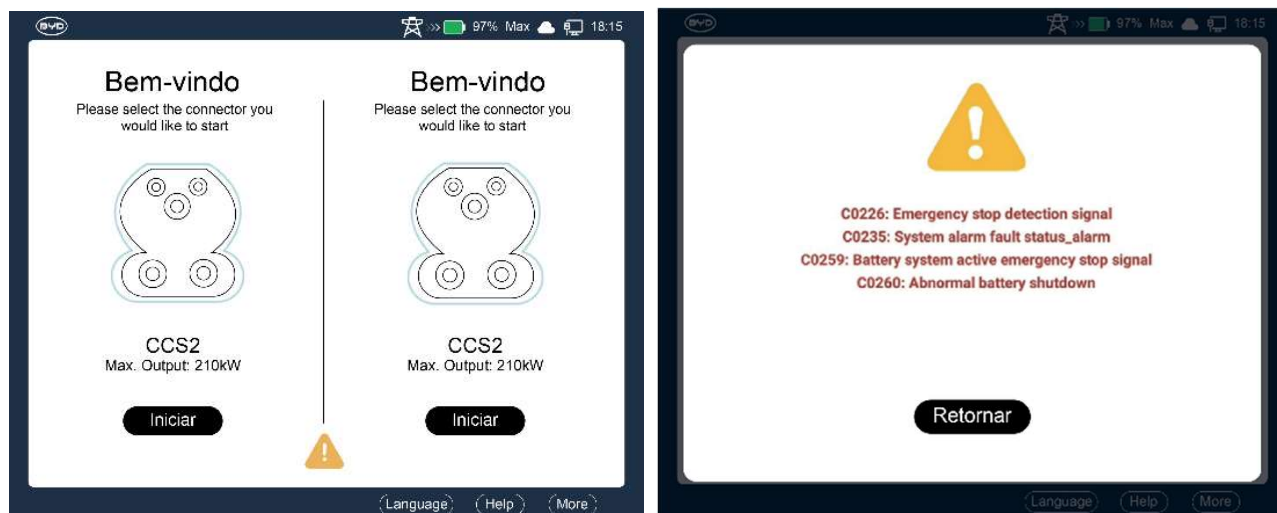 BYD 97% Max 18:15
Bem-vindo
Please select the connector you
would like to start
CCS2
Max. Output: 210kW
Iniciar
Bem-vindo
Please select the connector you
would like to start
CCS2
Max. Output: 210kW
Iniciar
Language Help More
BYD 97% Max 18:15
C0226: Emergency stop detection signal
C0235: System alarm fault status_alarm
C0259: Battery system active emergency stop signal
C0260: Abnormal battery shutdown
Retornar
Language Help More